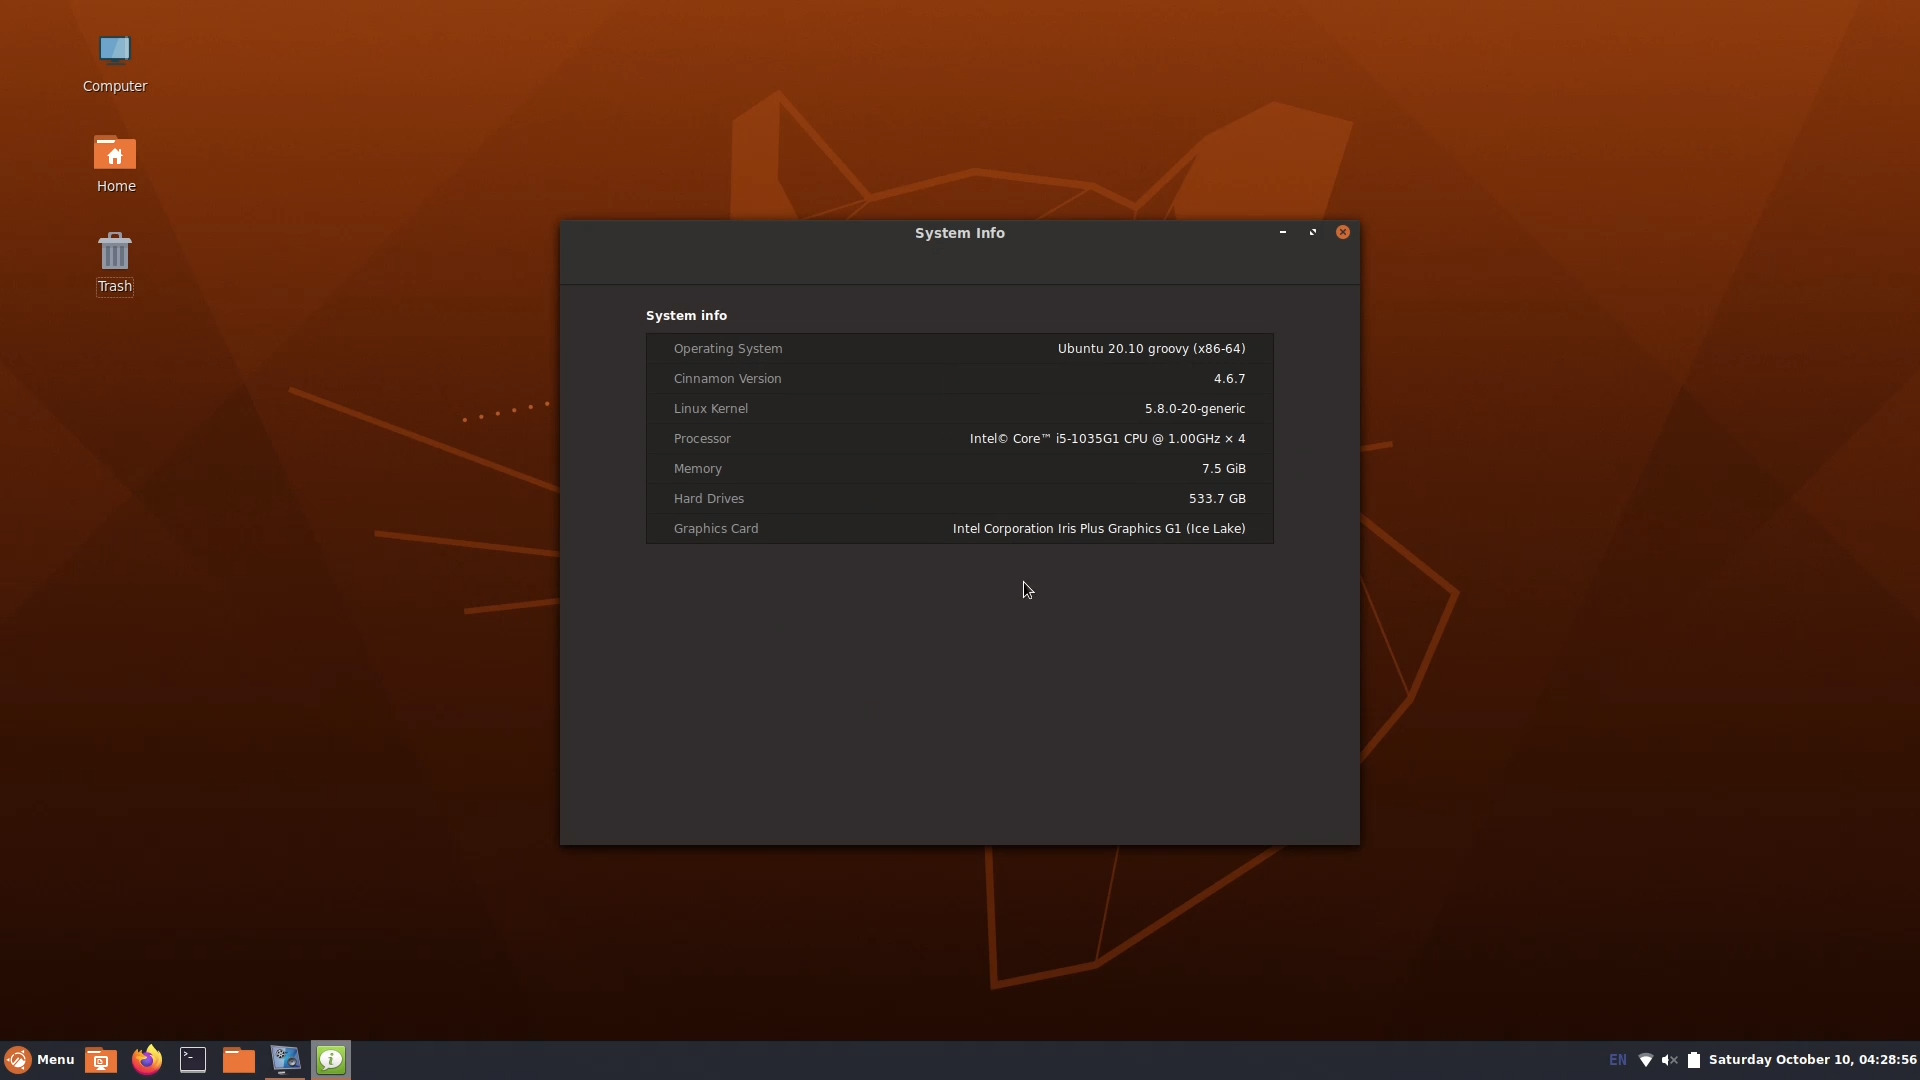 Computer
Home
Trash
System Info
System info
Operating System Ubuntu 20.10 groovy (x86-64)
Cinnamon Version 4.6.7
Linux Kernel 5.8.0-20-generic
Processor Intel© Core™ i5-1035G1 CPU @ 1.00GHz × 4
Memory 7.5 GiB
Hard Drives 533.7 GB
Graphics Card Intel Corporation Iris Plus Graphics G1 (Ice Lake)
Menu EN Saturday October 10, 04:28:56